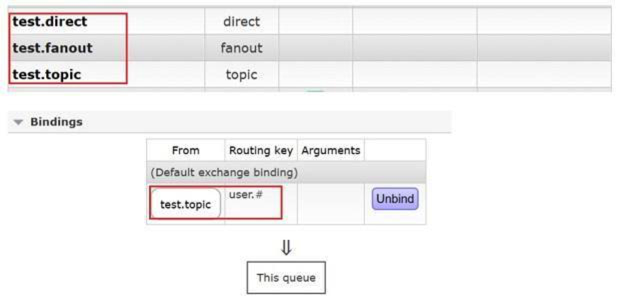 test.direct direct
test.fanout fanout
test.topic topic
Bindings
From Routing key Arguments
(Default exchange binding)
test.topic user.# Unbind
⇓
This queue